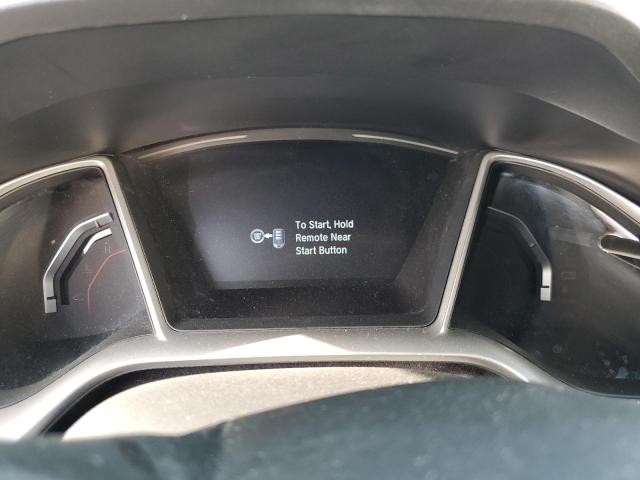 To Start, Hold
Remote Near
Start Button